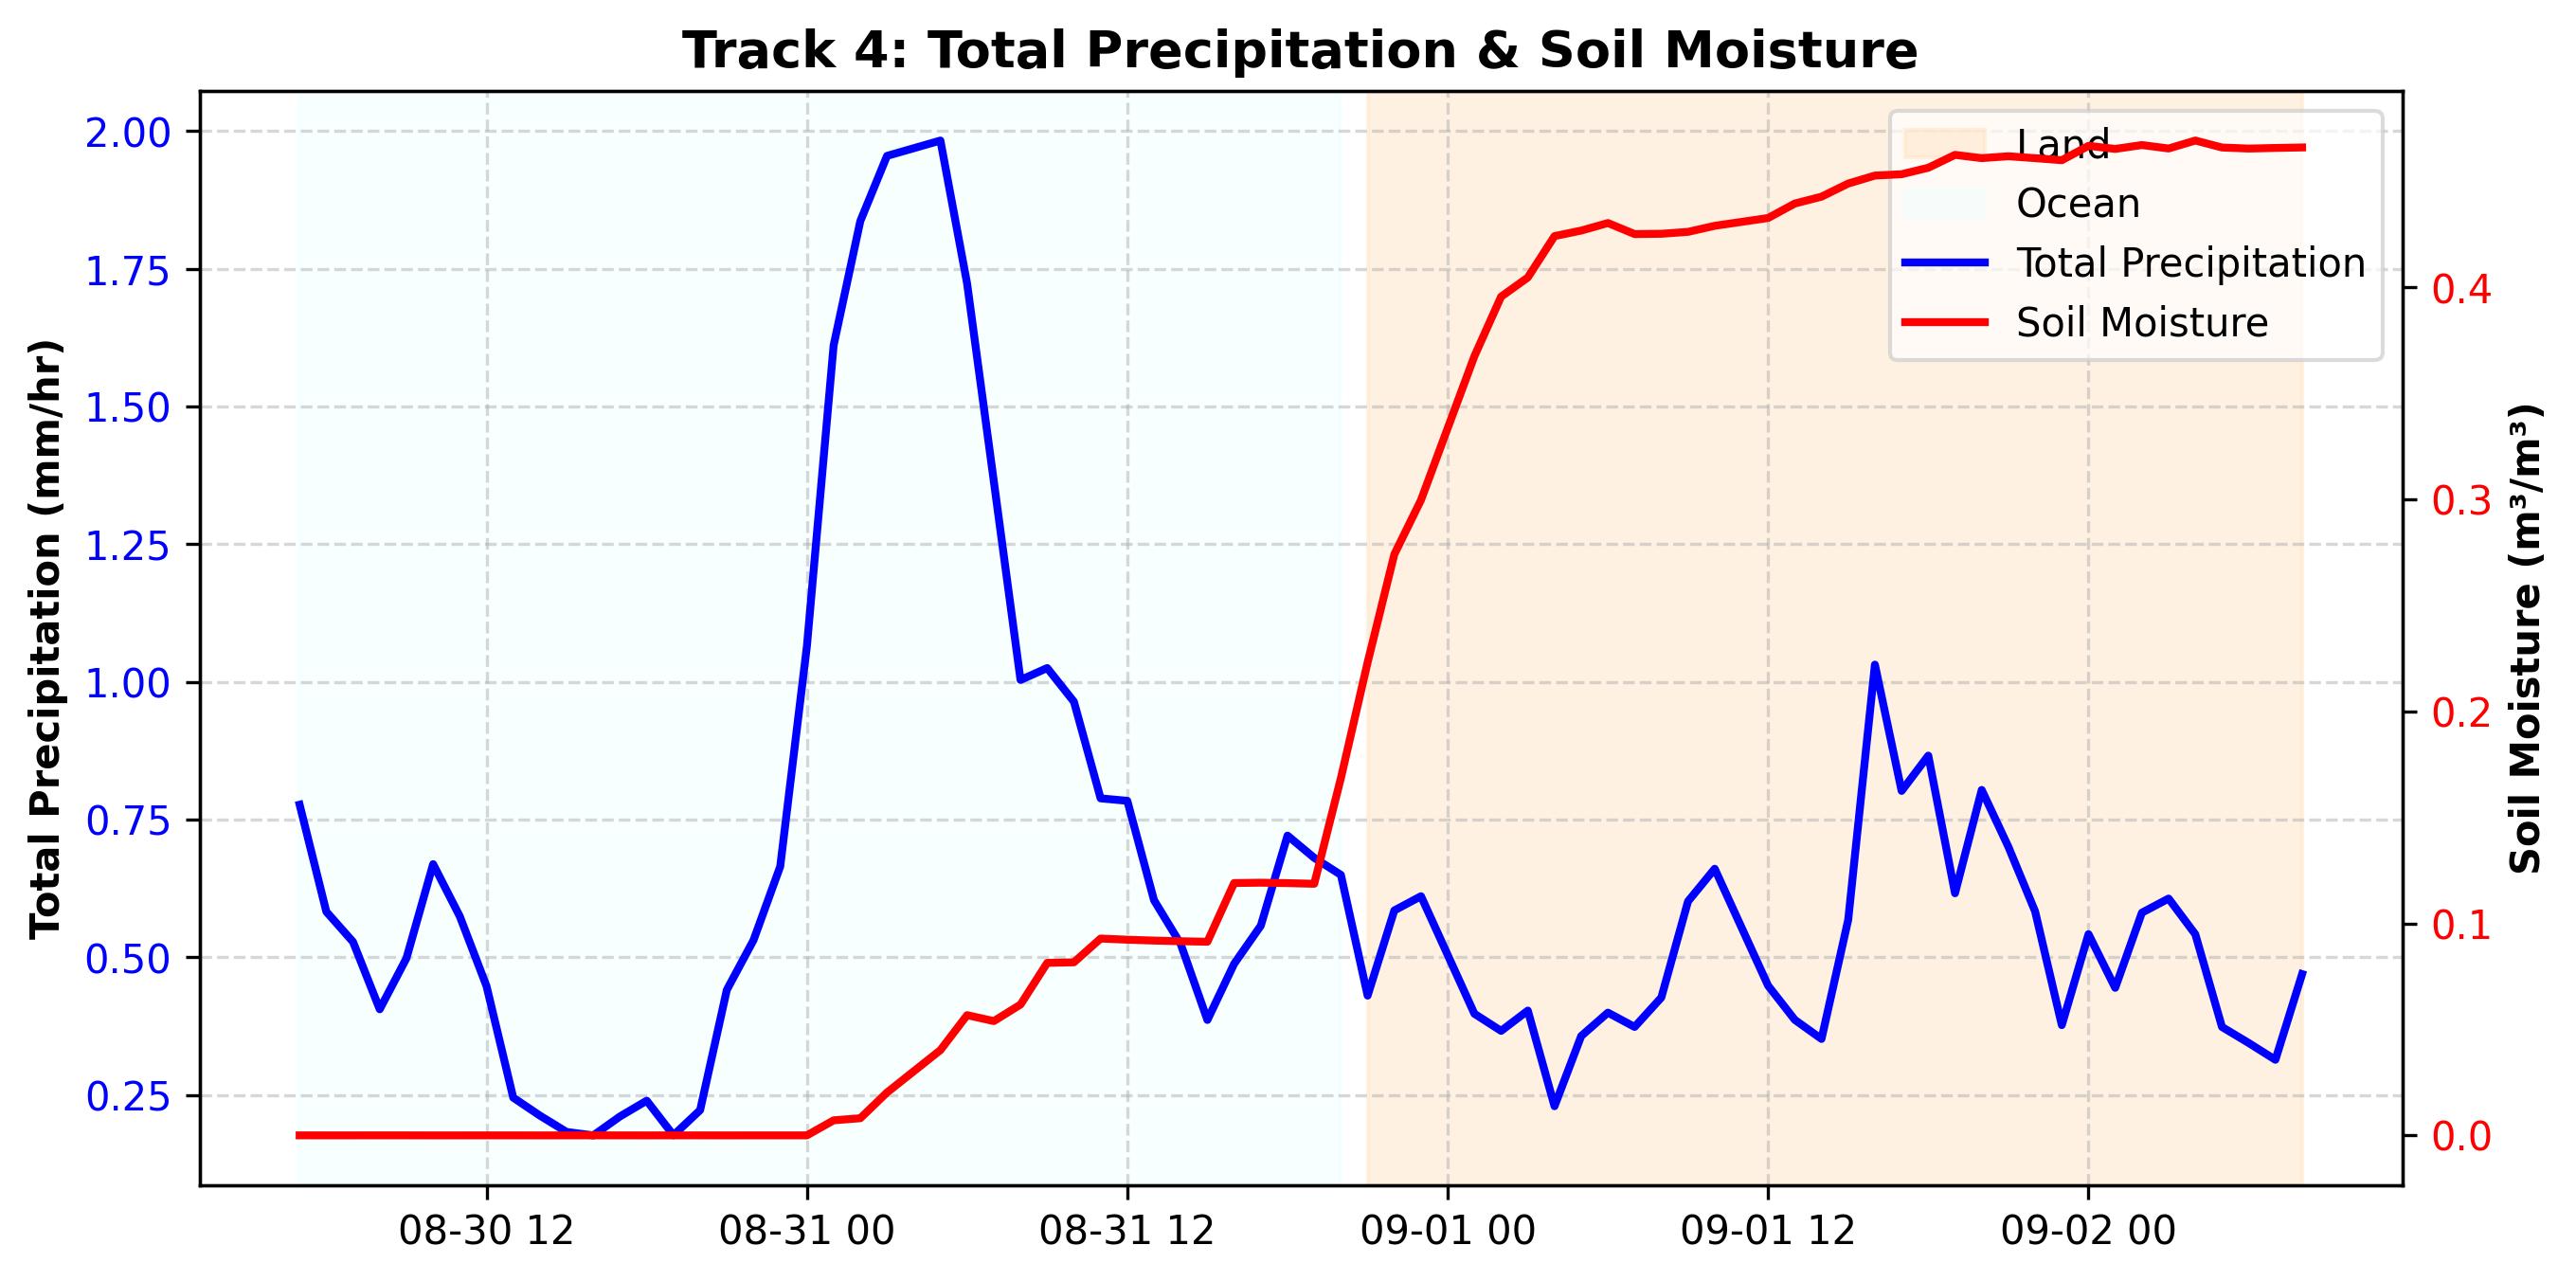 Track 4: Total Precipitation & Soil Moisture
Total Precipitation (mm/hr)
2.00
1.75
1.50
1.25
1.00
0.75
0.50
0.25
Land
Ocean
Total Precipitation
Soil Moisture
0.4
0.3
0.2
0.1
0.0
Soil Moisture (m³/m³)
08-30 12
08-31 00
08-31 12
09-01 00
09-01 12
09-02 00